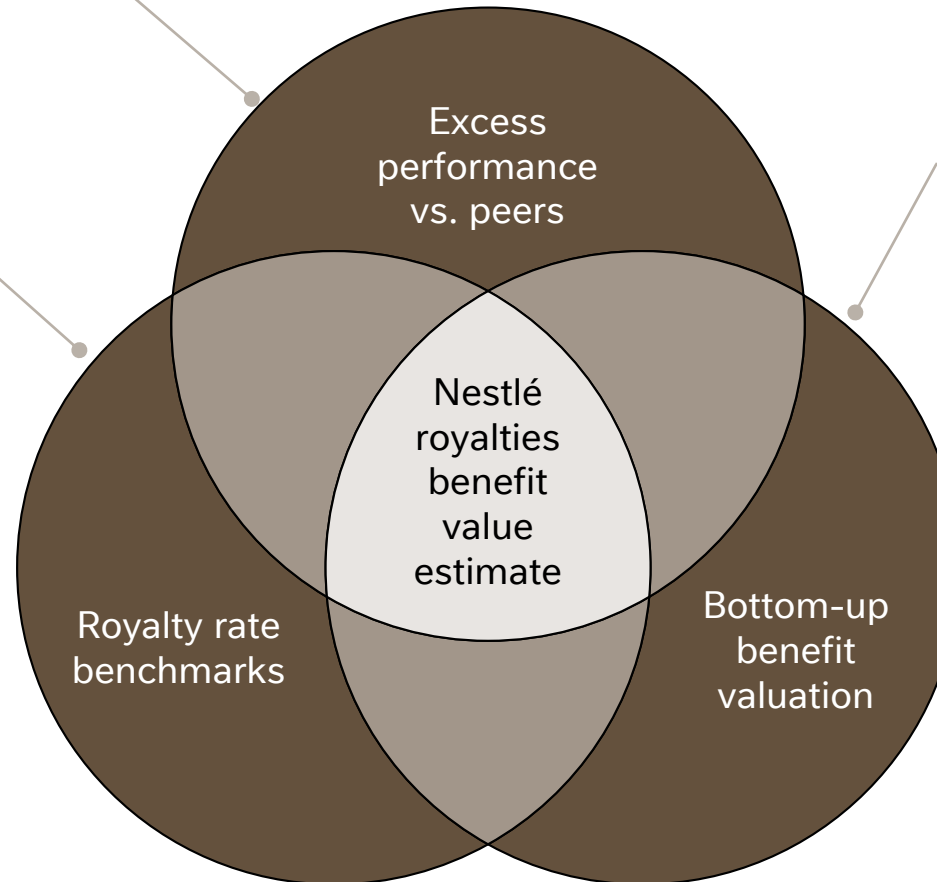 Excess
performance
vs. peers
Nestlé
royalties
benefit
value
estimate
Royalty rate
benchmarks
Bottom-up
benefit
valuation